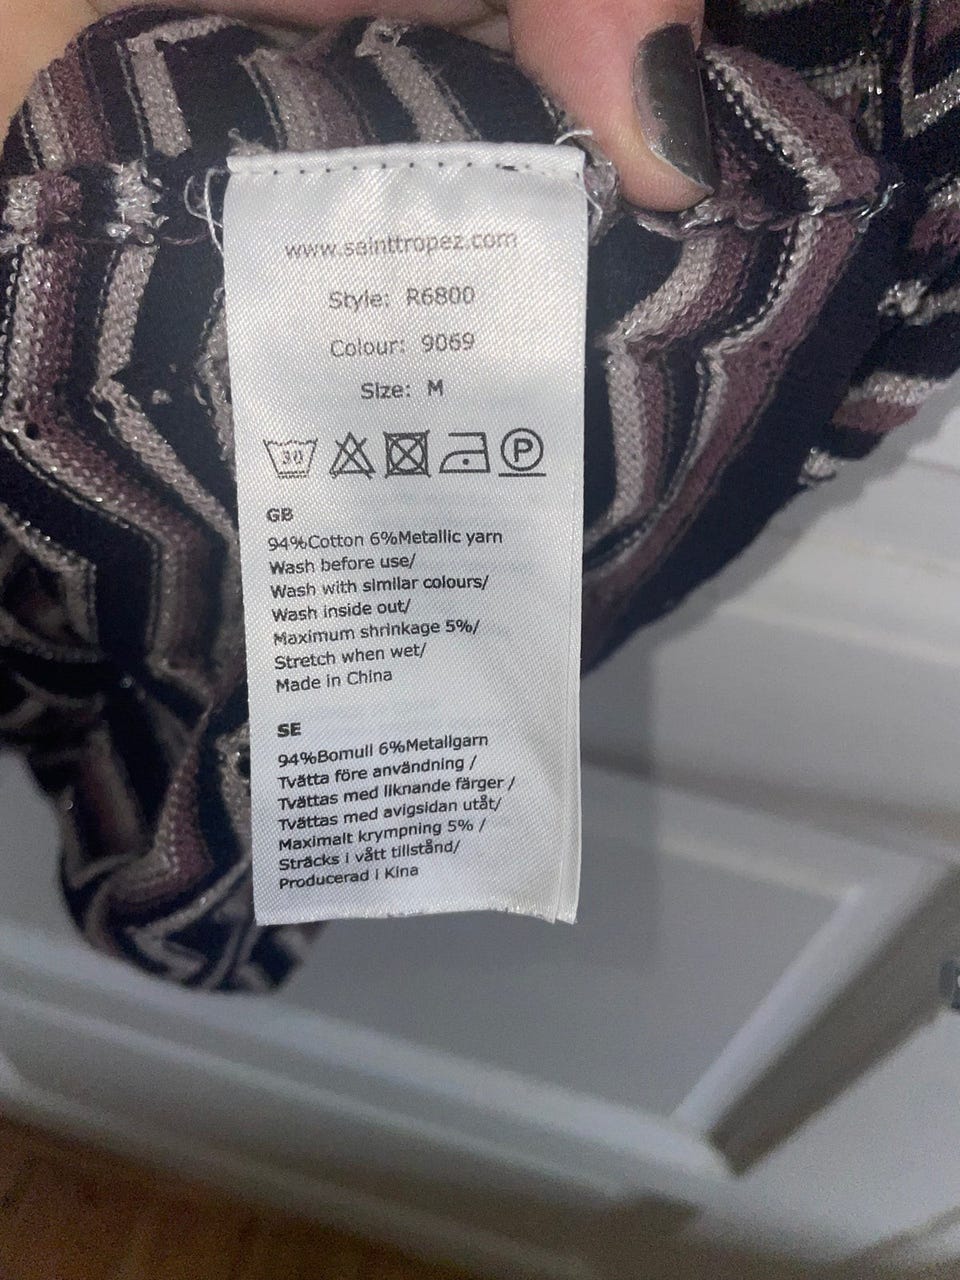 www.sainttropez.com
Style: R6800
Colour: 9069
Size: M
30 P
GB
94%Cotton 6%Metallic yarn
Wash before use/
Wash with similar colours/
Wash inside out/
Maximum shrinkage 5%/
Stretch when wet/
Made in China
SE
94%Bomull 6%Metallgarn
Tvätta före användning /
Tvättas med liknande färger /
Tvättas med avigsidan utåt/
Maximalt krympning 5% /
Sträcks i vått tillstånd/
Producerad i Kina